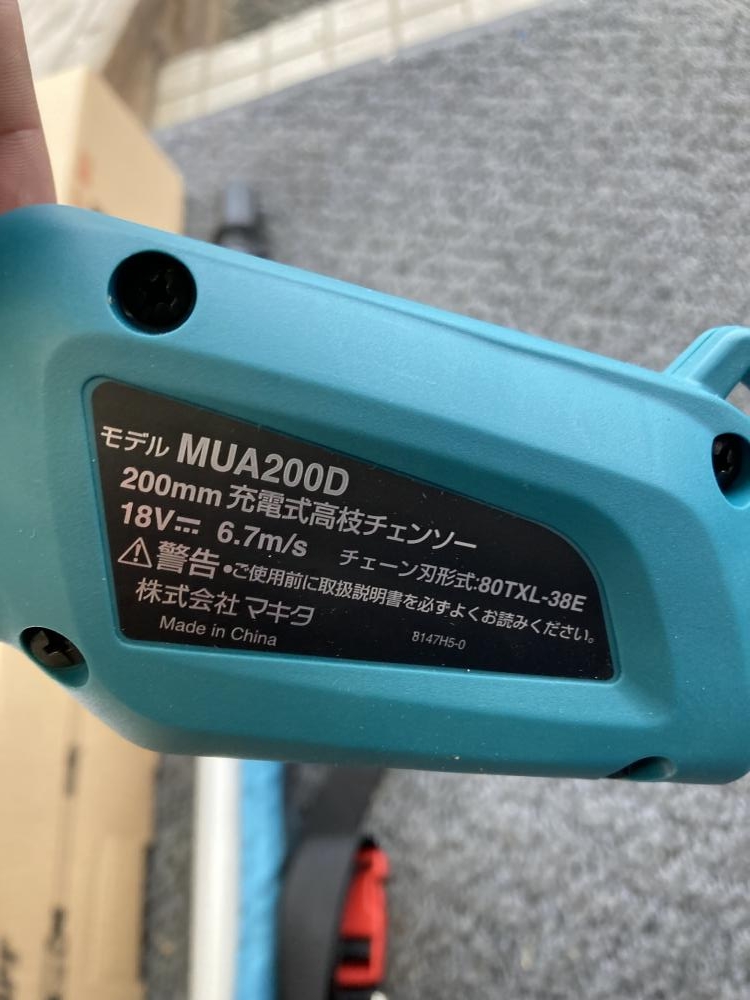 モデル MUA200D
200mm 充電式高枝チェンソー
18V⎓ 6.7m/s チェーン刃形式:80TXL-38E
⚠警告 •ご使用前に取扱説明書を必ずよくお読みください。
株式会社 マキタ
Made in China 8147H5-0